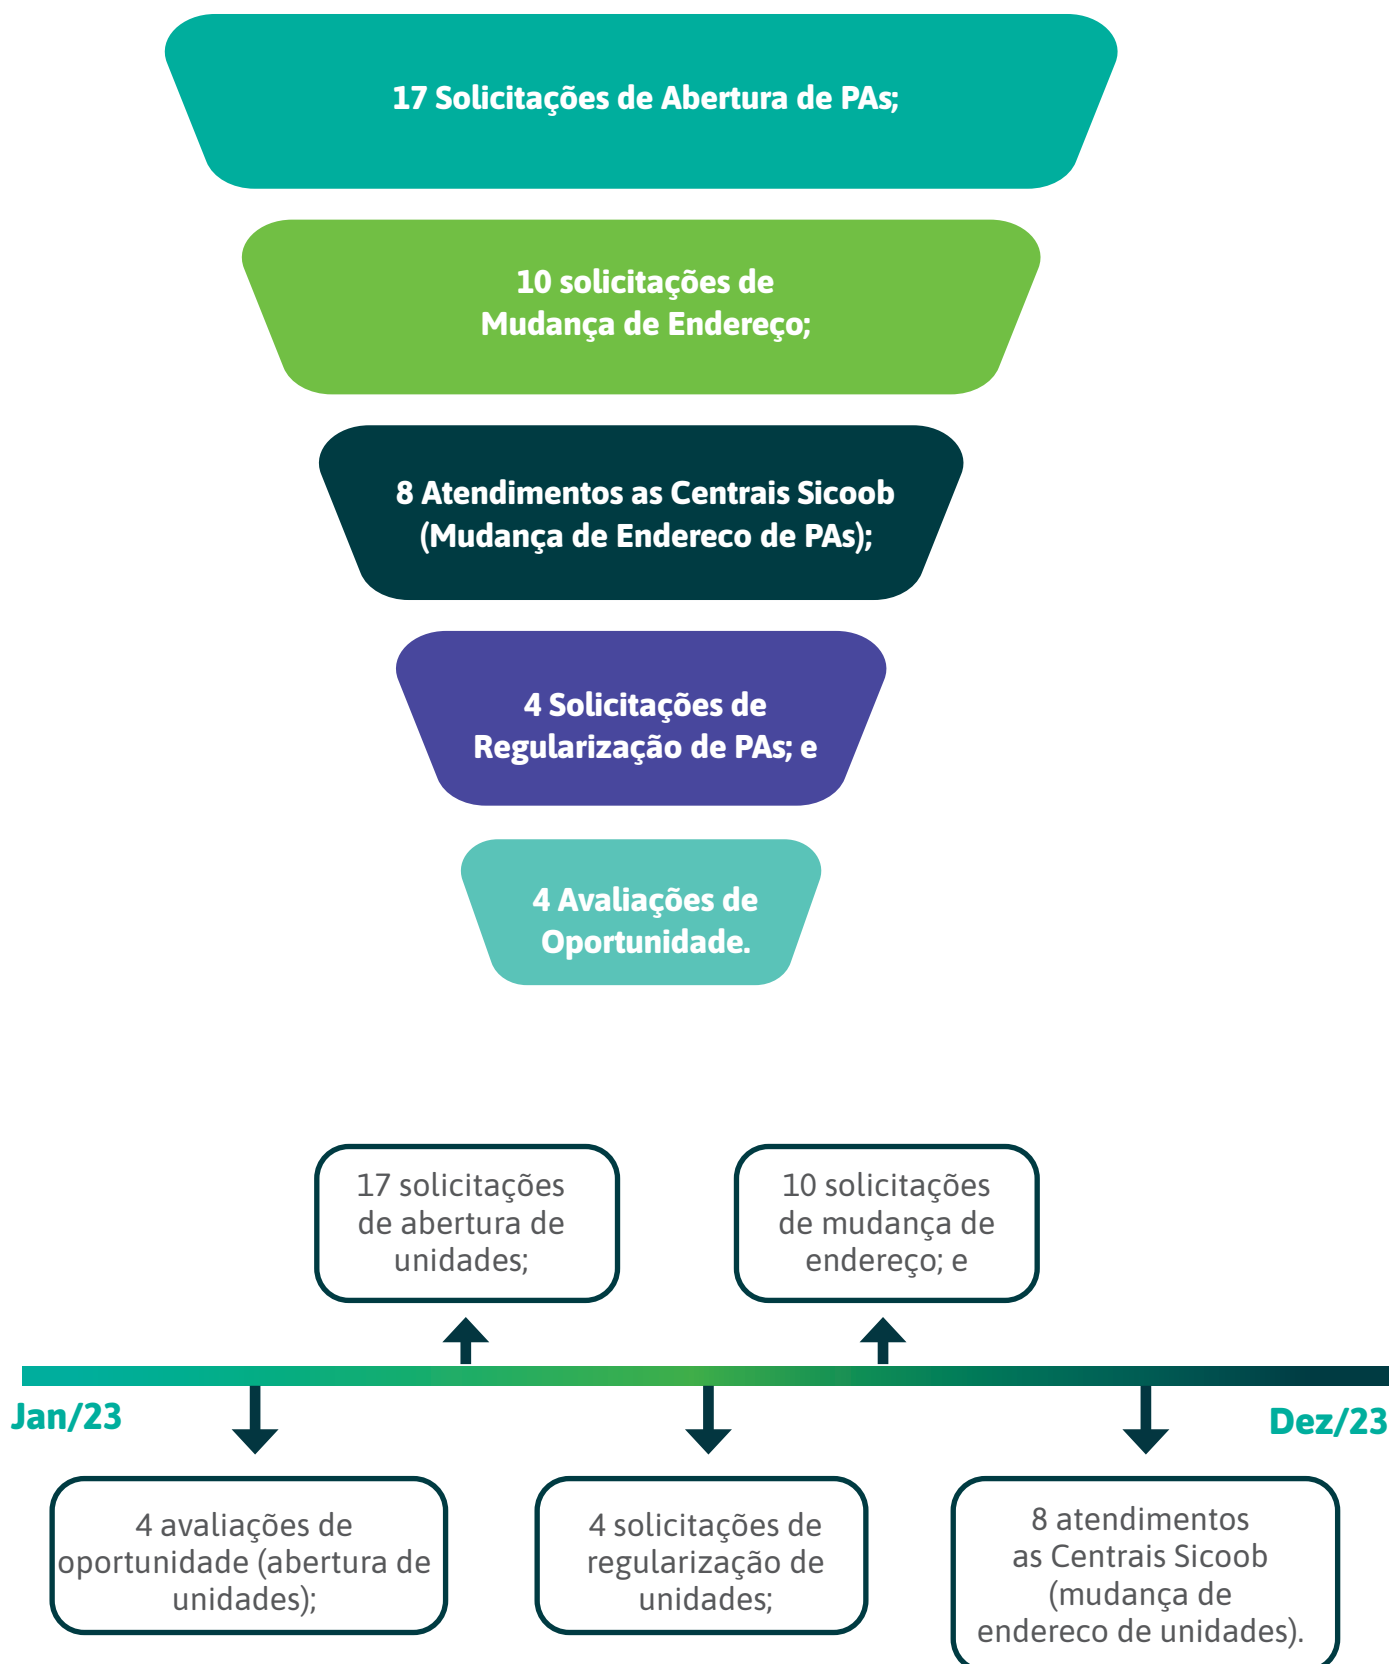 17 Solicitações de Abertura de PAs;
10 solicitações de
Mudança de Endereço;
8 Atendimentos as Centrais Sicoob
(Mudança de Endereco de PAs);
4 Solicitações de
Regularização de PAs; e
4 Avaliações de
Oportunidade.
17 solicitações
de abertura de
unidades;
10 solicitações
de mudança de
endereço; e
Jan/23
Dez/23
4 avaliações de
oportunidade (abertura de
unidades);
4 solicitações de
regularização de
unidades;
8 atendimentos
as Centrais Sicoob
(mudança de
endereco de unidades).